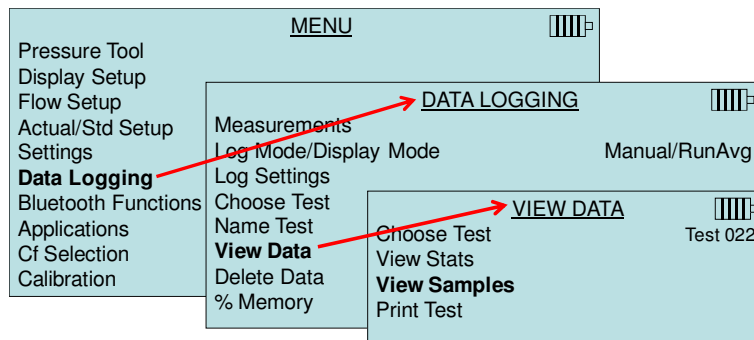 MENU
Pressure Tool
Display Setup
Flow Setup
Actual/Std Setup
Settings
Data Logging
Bluetooth Functions
Applications
Cf Selection
Calibration
DATA LOGGING
Measurements
Log Mode/Display Mode Manual/RunAvg
Log Settings
Choose Test
Name Test
View Data
Delete Data
% Memory
VIEW DATA
Choose Test Test 022
View Stats
View Samples
Print Test